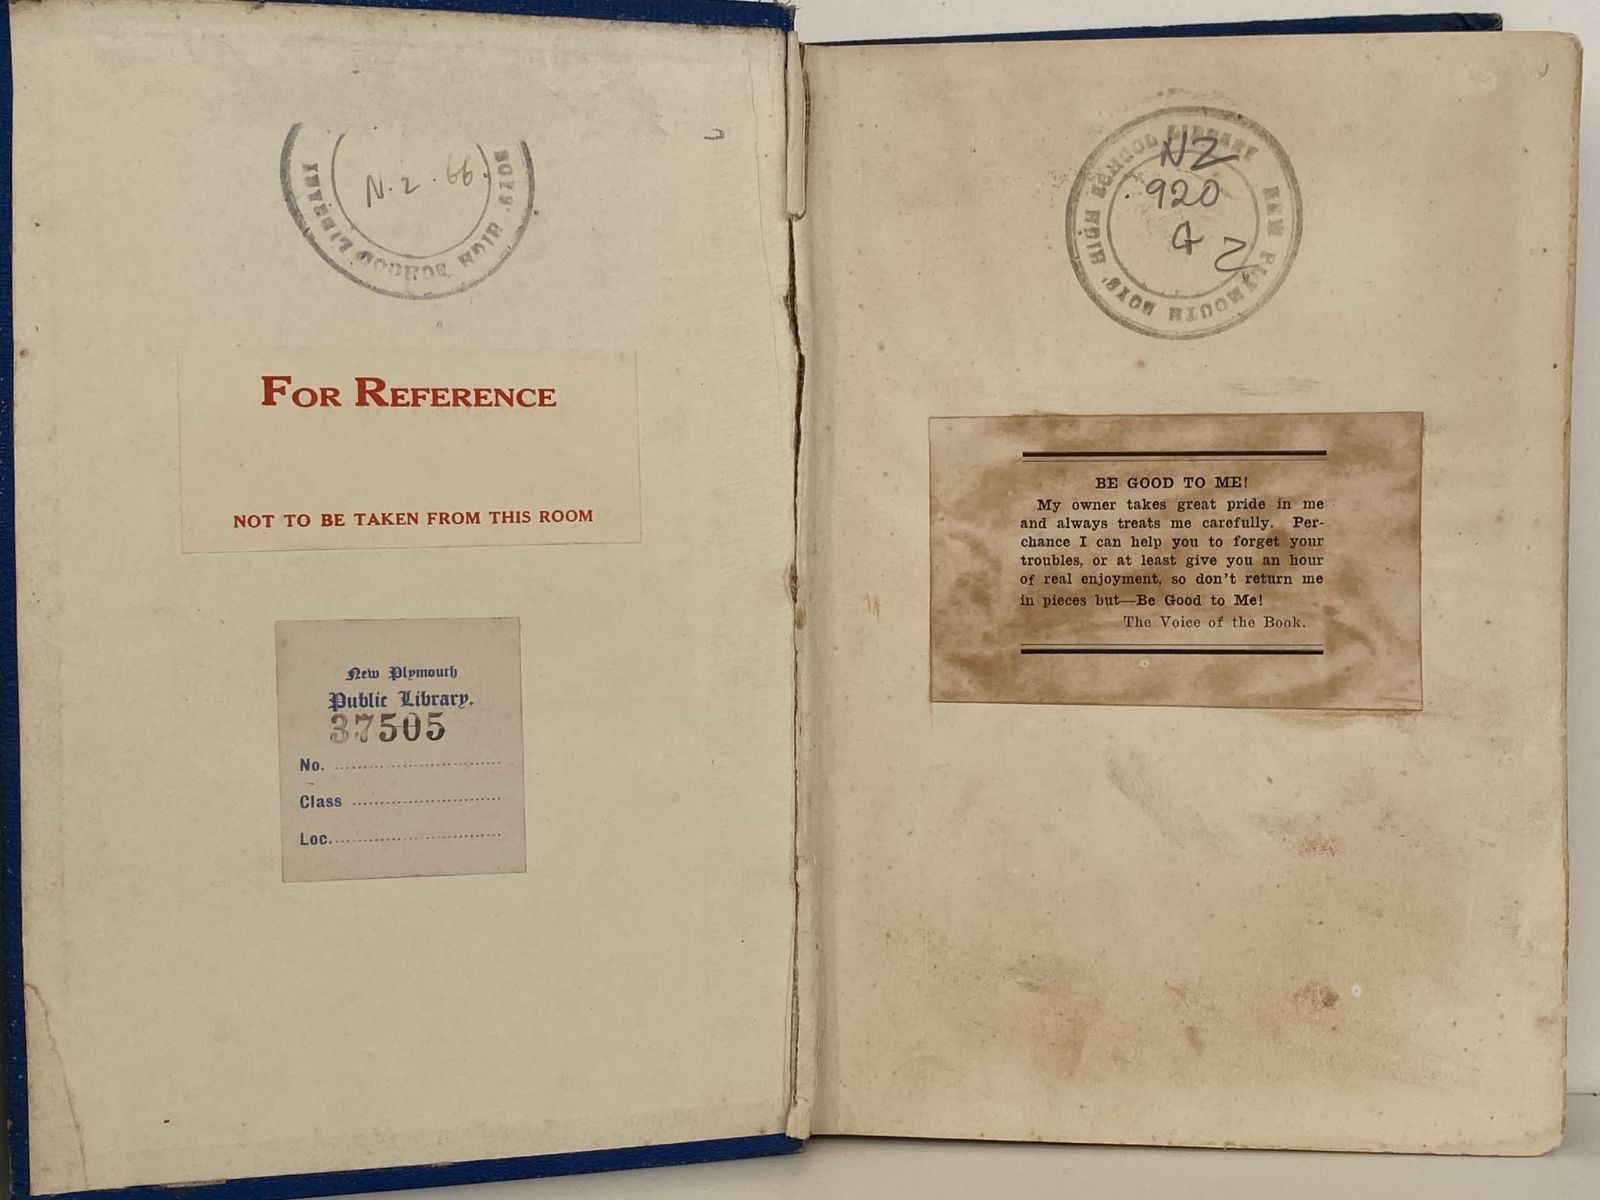 BOYS' HIGH SCHOOL LIBRARY
N.Z.66.
FOR REFERENCE
NOT TO BE TAKEN FROM THIS ROOM
New Plymouth
Public Library.
37505
No.
Class
Loc.
NEW PLYMOUTH BOYS' HIGH SCHOOL LIBRARY
NZ
920
G
Z
BE GOOD TO ME!
My owner takes great pride in me
and always treats me carefully. Per-
chance I can help you to forget your
troubles, or at least give you an hour
of real enjoyment, so don't return me
in pieces but—Be Good to Me!
The Voice of the Book.